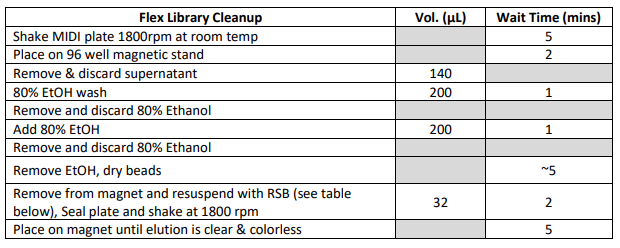 Flex Library Cleanup Vol. (µL) Wait Time (mins)
Shake MIDI plate 1800rpm at room temp 5
Place on 96 well magnetic stand 2
Remove & discard supernatant 140
80% EtOH wash 200 1
Remove and discard 80% Ethanol
Add 80% EtOH 200 1
Remove and discard 80% Ethanol
Remove EtOH, dry beads ~5
Remove from magnet and resuspend with RSB (see table
below), Seal plate and shake at 1800 rpm 32 2
Place on magnet until elution is clear & colorless 5